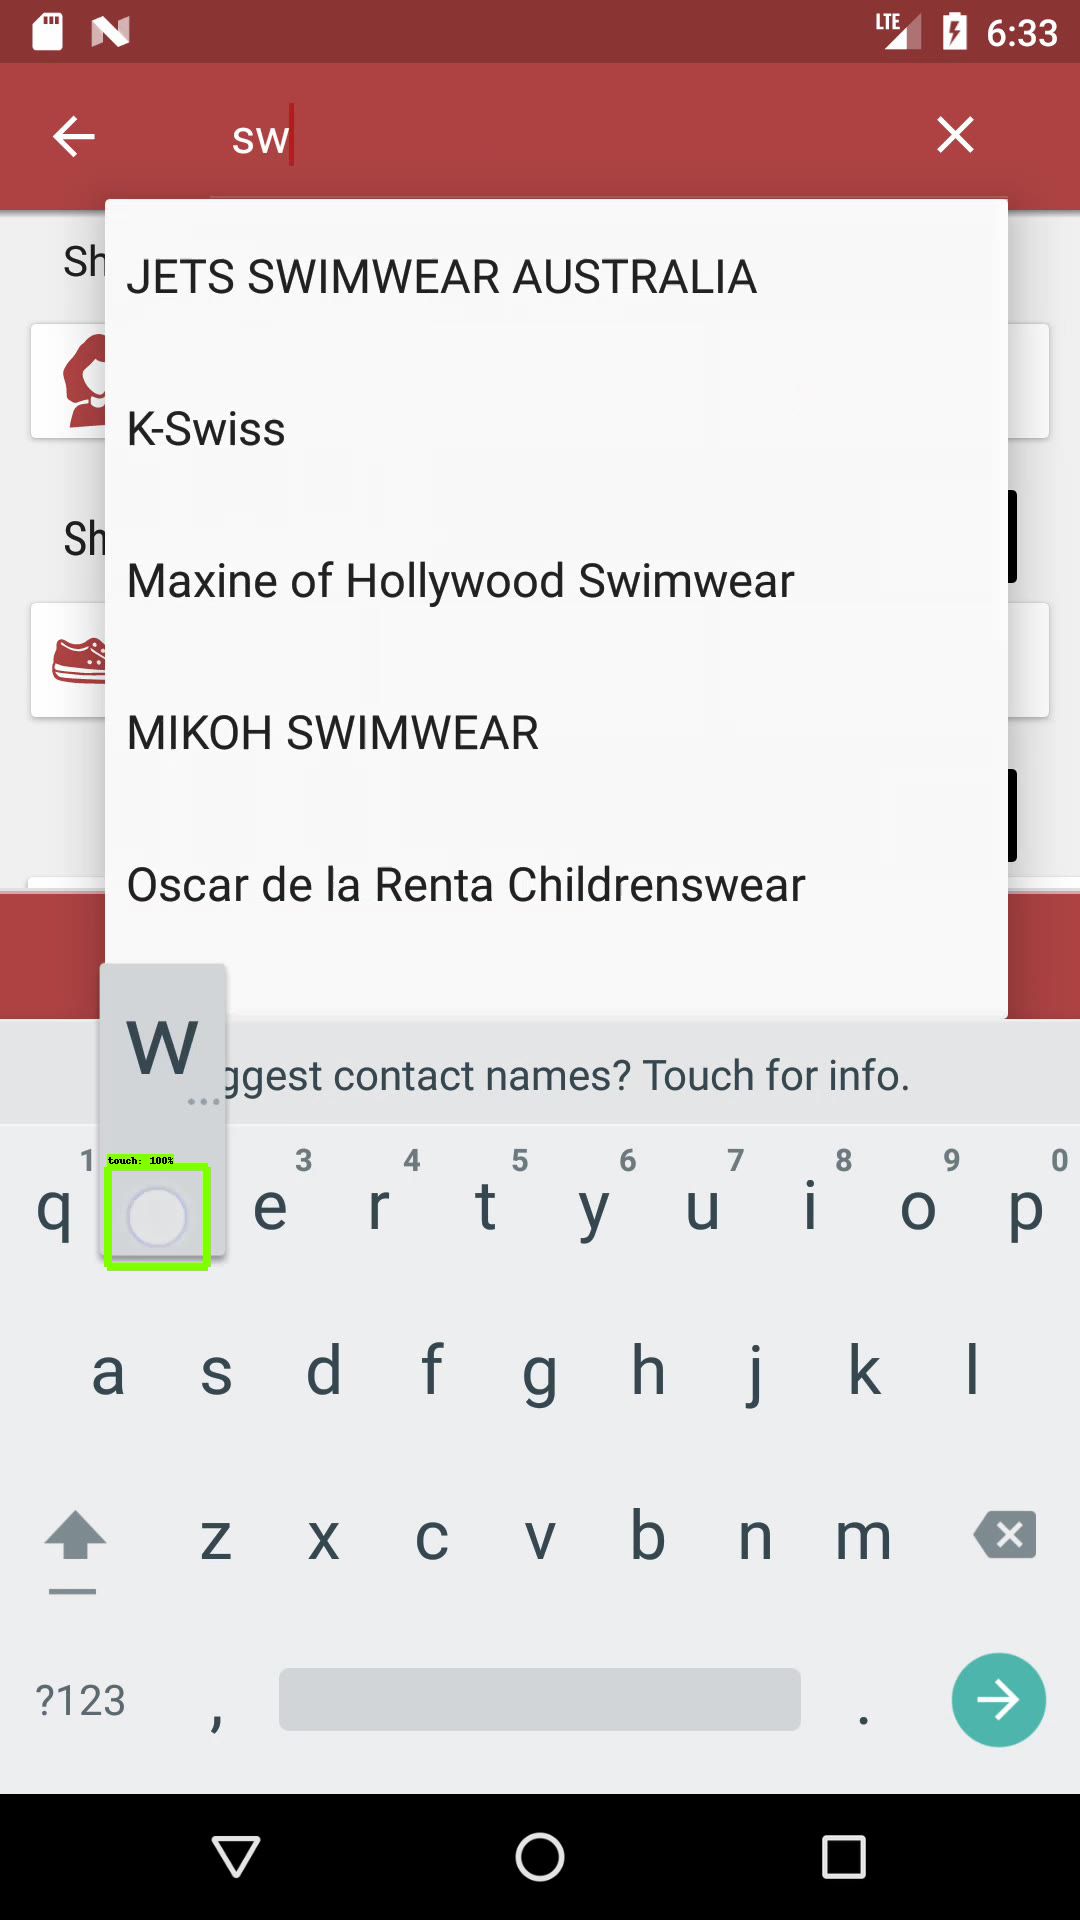 LTE 6:33
sw
Sh
JETS SWIMWEAR AUSTRALIA
K-Swiss
Sh
Maxine of Hollywood Swimwear
MIKOH SWIMWEAR
Oscar de la Renta Childrenswear
w
ggest contact names? Touch for info.
touch: 100%
1 3 4 5 6 7 8 9 0
q e r t y u i o p
a s d f g h j k l
z x c v b n m
?123 , .